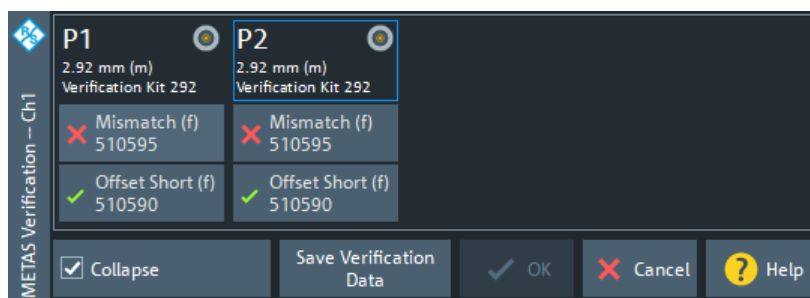 R/S
METAS Verification – Ch1
P1
2.92 mm (m)
Verification Kit 292
Mismatch (f)
510595
Offset Short (f)
510590
P2
2.92 mm (m)
Verification Kit 292
Mismatch (f)
510595
Offset Short (f)
510590
Collapse
Save Verification
Data
OK
Cancel
? Help